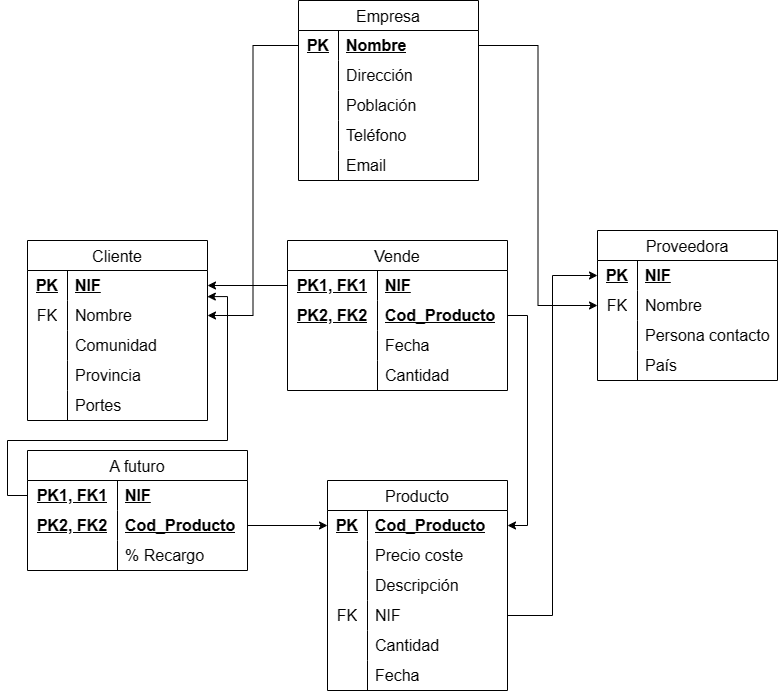 Empresa
PK Nombre
Dirección
Población
Teléfono
Email
Cliente
PK NIF
FK Nombre
Comunidad
Provincia
Portes
Vende
PK1, FK1 NIF
PK2, FK2 Cod_Producto
Fecha
Cantidad
Proveedora
PK NIF
FK Nombre
Persona contacto
País
A futuro
PK1, FK1 NIF
PK2, FK2 Cod_Producto
% Recargo
Producto
PK Cod_Producto
Precio coste
Descripción
FK NIF
Cantidad
Fecha